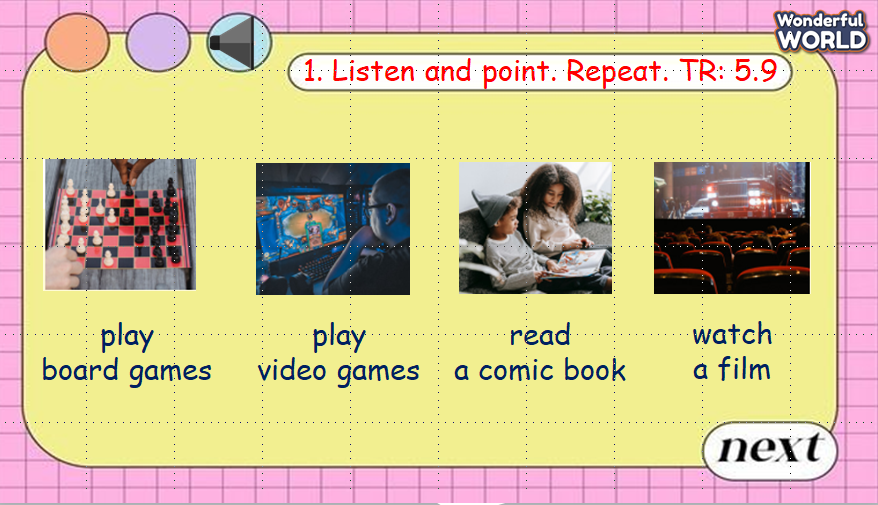 Wonderful
WORLD
1. Listen and point. Repeat. TR: 5.9
play
board games
play
video games
read
a comic book
watch
a film
next